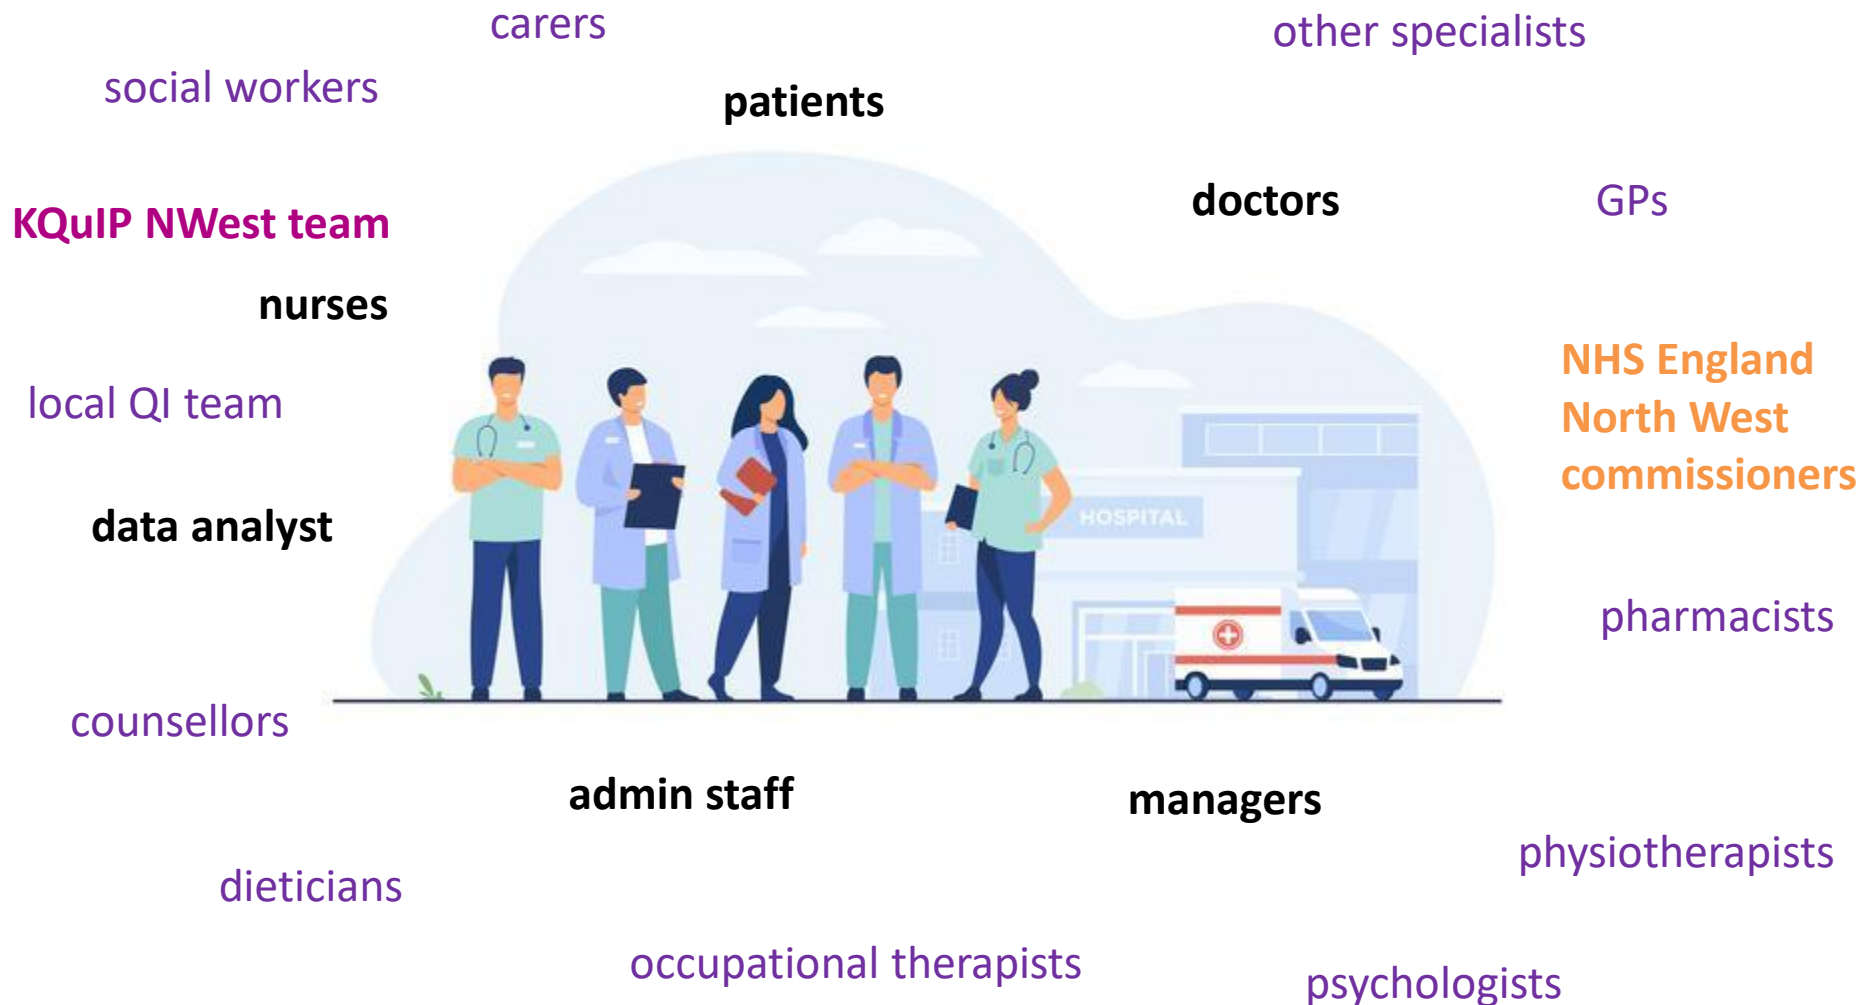 carers
other specialists
social workers
patients
doctors
GPs
KQuIP NWest team
nurses
NHS England
North West
commissioners
local QI team
data analyst
HOSPITAL
pharmacists
counsellors
admin staff
managers
physiotherapists
dieticians
occupational therapists
psychologists